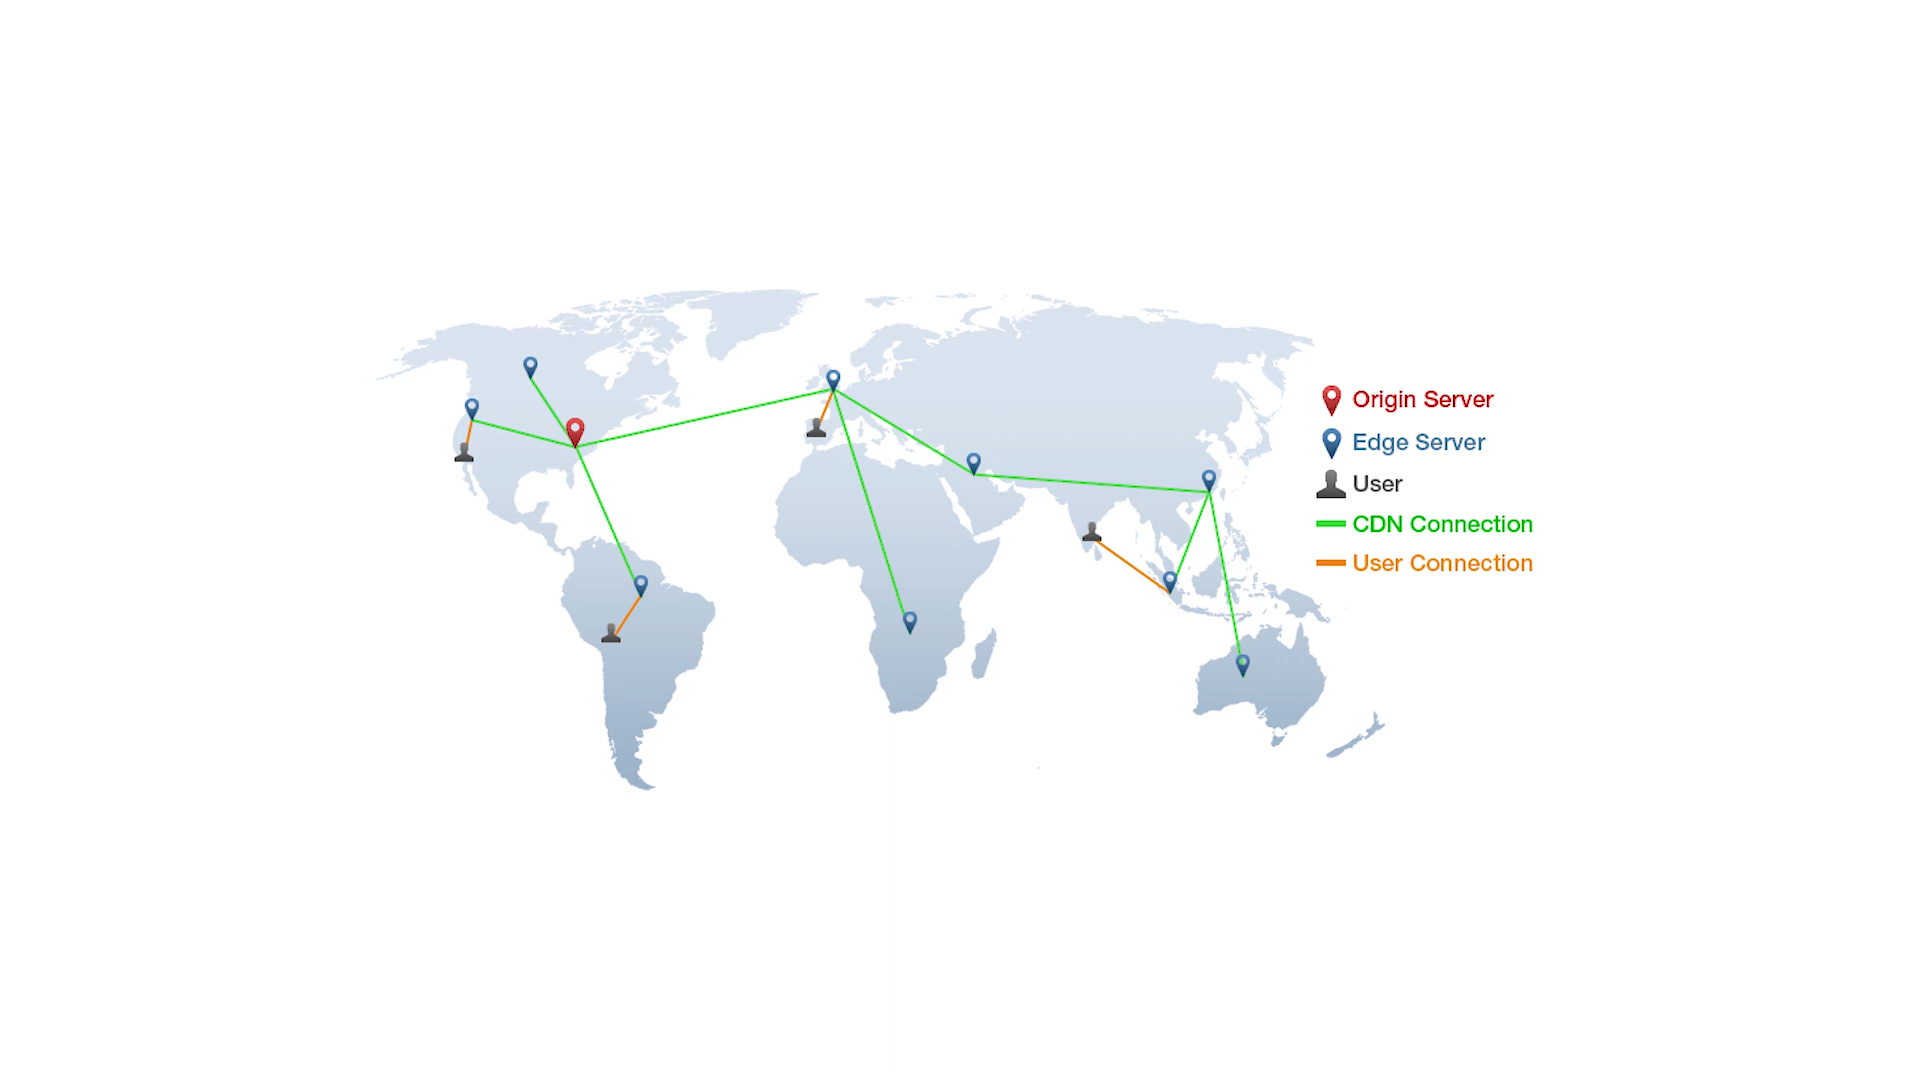 Origin Server
Edge Server
User
CDN Connection
User Connection